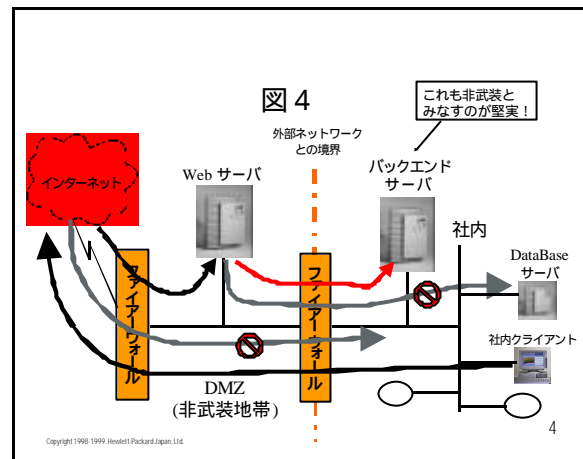 図４
これも非武装と
みなすのが堅実！
外部ネットワーク
との境界
Web サーバ
バックエンド
サーバ
インターネット
社内
DataBase
サーバ
ファイアーウォール
ファイアーウォール
社内クライアント
DMZ
(非武装地帯)
4
Copyright 1998-1999. Hewlett-Packard Japan, Ltd.